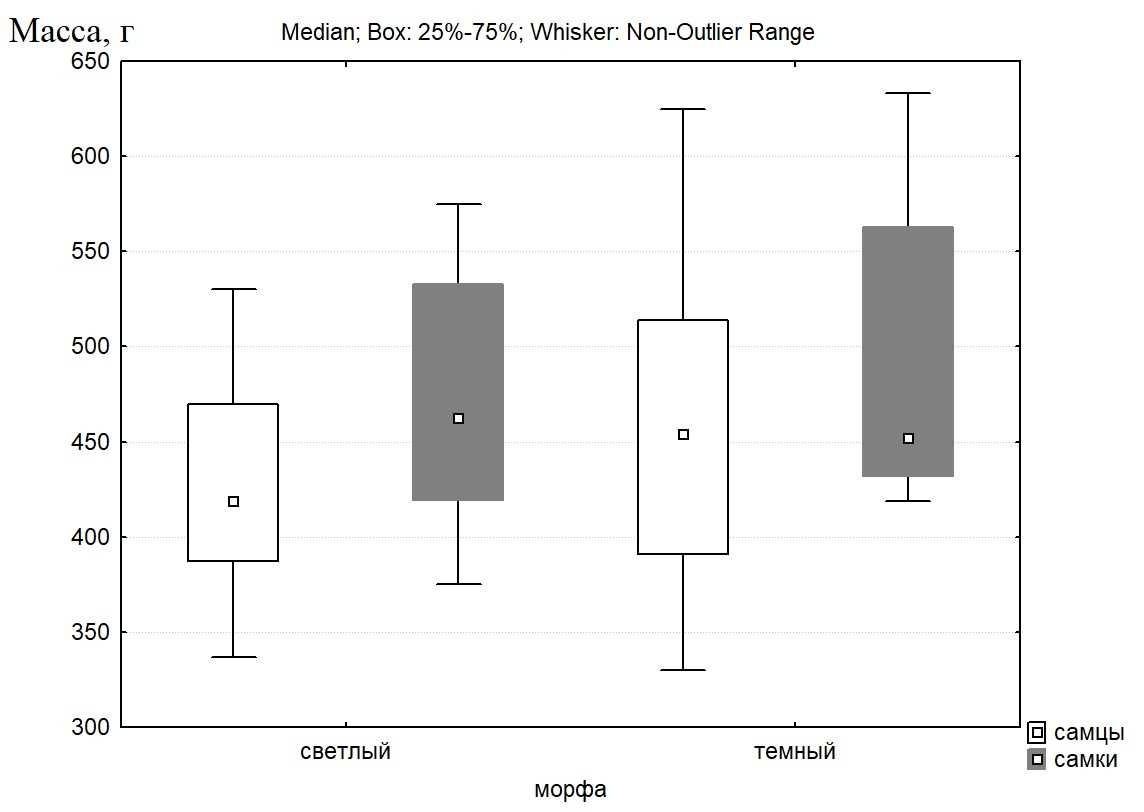 Масса, г
Median; Box: 25%-75%; Whisker: Non-Outlier Range
650
600
550
500
450
400
350
300
светлый
темный
морфа
самцы
самки